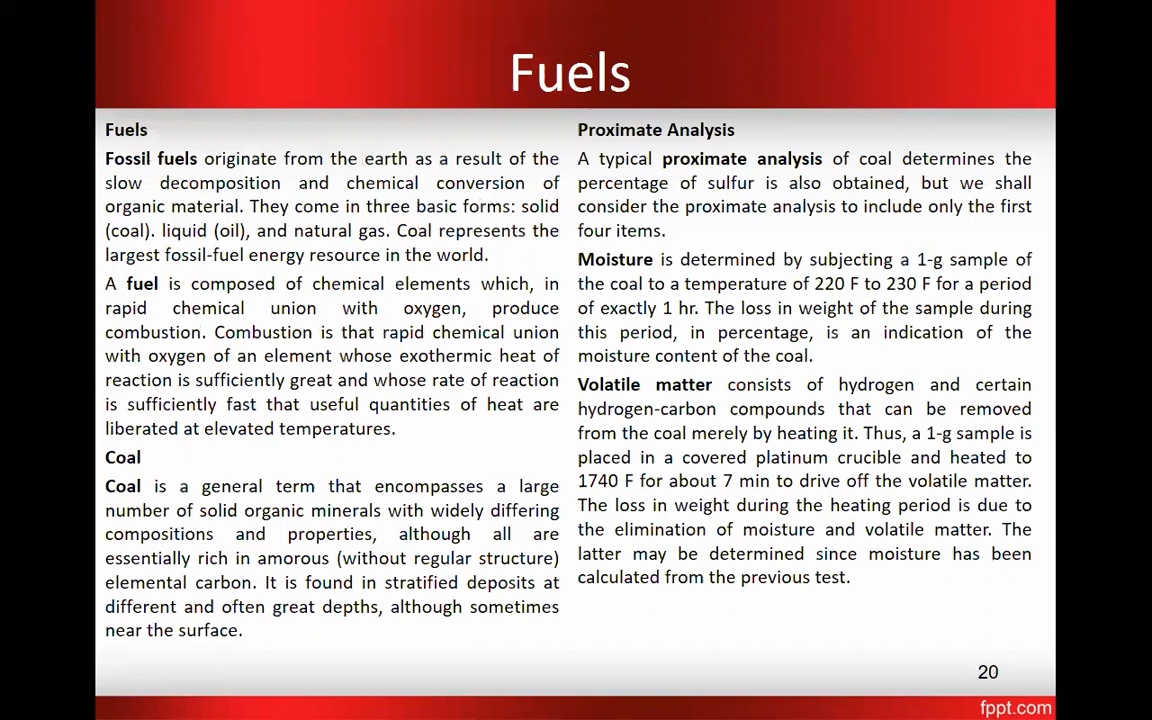 Fuels
Fuels
Fossil fuels originate from the earth as a result of the
slow decomposition and chemical conversion of
organic material. They come in three basic forms: solid
(coal). liquid (oil), and natural gas. Coal represents the
largest fossil-fuel energy resource in the world.
A fuel is composed of chemical elements which, in
rapid chemical union with oxygen, produce
combustion. Combustion is that rapid chemical union
with oxygen of an element whose exothermic heat of
reaction is sufficiently great and whose rate of reaction
is sufficiently fast that useful quantities of heat are
liberated at elevated temperatures.
Coal
Coal is a general term that encompasses a large
number of solid organic minerals with widely differing
compositions and properties, although all are
essentially rich in amorous (without regular structure)
elemental carbon. It is found in stratified deposits at
different and often great depths, although sometimes
near the surface.
Proximate Analysis
A typical proximate analysis of coal determines the
percentage of sulfur is also obtained, but we shall
consider the proximate analysis to include only the first
four items.
Moisture is determined by subjecting a 1-g sample of
the coal to a temperature of 220 F to 230 F for a period
of exactly 1 hr. The loss in weight of the sample during
this period, in percentage, is an indication of the
moisture content of the coal.
Volatile matter consists of hydrogen and certain
hydrogen-carbon compounds that can be removed
from the coal merely by heating it. Thus, a 1-g sample is
placed in a covered platinum crucible and heated to
1740 F for about 7 min to drive off the volatile matter.
The loss in weight during the heating period is due to
the elimination of moisture and volatile matter. The
latter may be determined since moisture has been
calculated from the previous test.
20
fppt.com